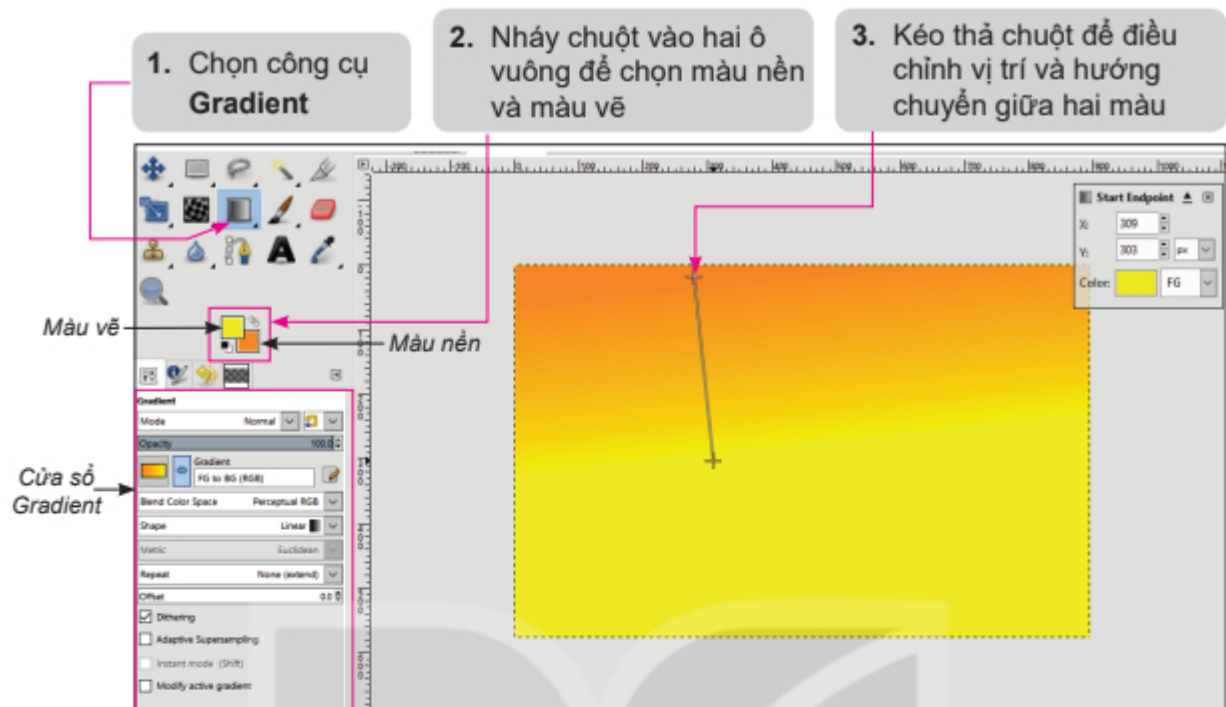 1. Chọn công cụ
Gradient
2. Nháy chuột vào hai ô
vuông để chọn màu nền
và màu vẽ
3. Kéo thả chuột để điều
chỉnh vị trí và hướng
chuyển giữa hai màu
Start Endpoint
X: 309
Y: 303 px
Color: FG
Màu vẽ
Màu nền
Cửa sổ
Gradient
Gradient
Mode Normal
Opacity 100.0
Gradient
FG to BG (RGB)
Blend Color Space Perceptual RGB
Shape Linear
Metric Euclidean
Repeat None (extend)
Offset 0.0
Dithering
Adaptive Supersampling
Instant mode (Shift)
Modify active gradient